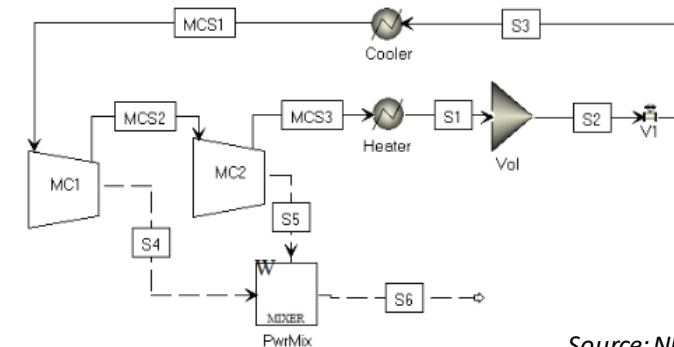 MCS1
Cooler
S3
MCS2
MCS3
Heater
S1
Vol
S2
V1
MC1
MC2
S4
S5
W
MIXER
PwrMix
S6
Source: